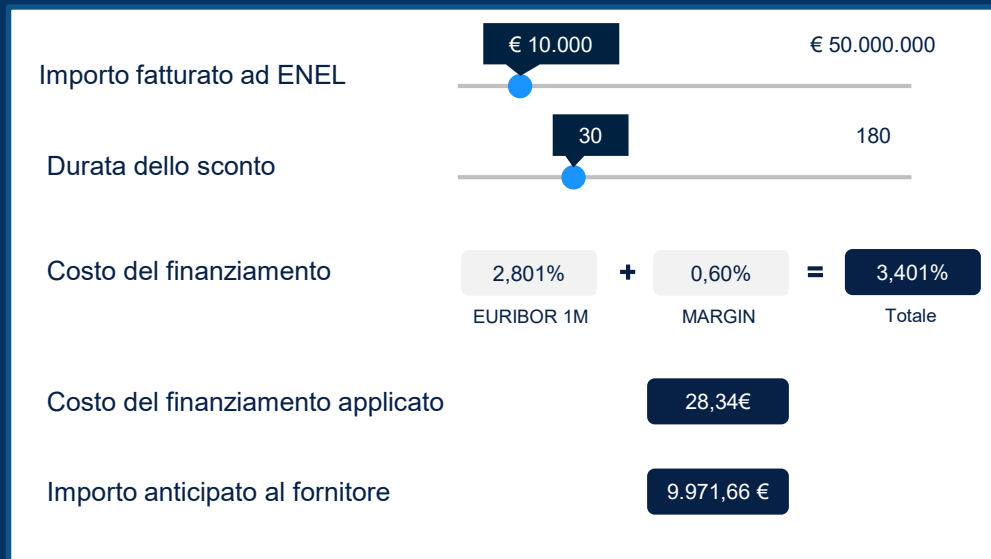 € 10.000 € 50.000.000
Importo fatturato ad ENEL
30 180
Durata dello sconto
Costo del finanziamento 2,801% + 0,60% = 3,401%
EURIBOR 1M MARGIN Totale
Costo del finanziamento applicato 28,34€
Importo anticipato al fornitore 9.971,66 €